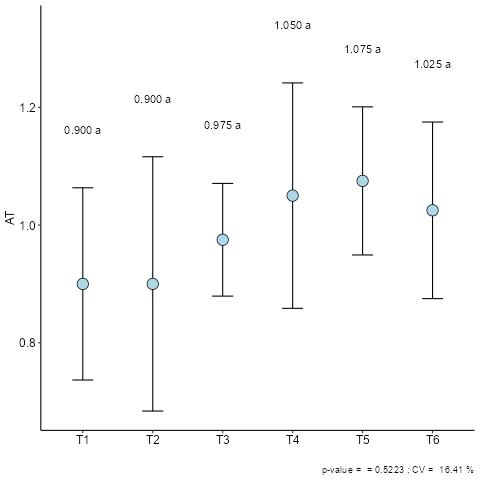 1.050 a
1.075 a
1.025 a
0.900 a
0.975 a
0.900 a
1.2
1.0
0.8
AT
T1 T2 T3 T4 T5 T6
p-value = = 0.5223 ; CV = 16.41 %